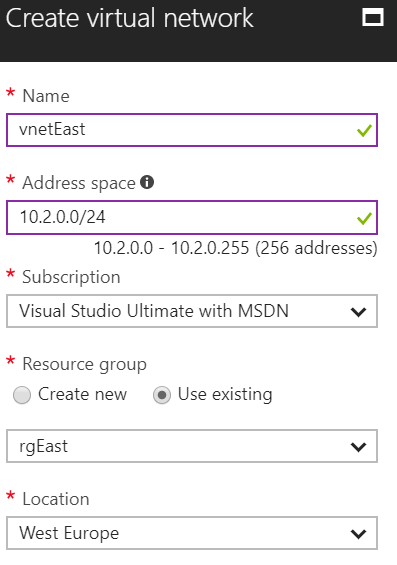 Create virtual network
* Name
vnetEast
* Address space
10.2.0.0/24
10.2.0.0 - 10.2.0.255 (256 addresses)
* Subscription
Visual Studio Ultimate with MSDN
* Resource group
Create new Use existing
rgEast
* Location
West Europe